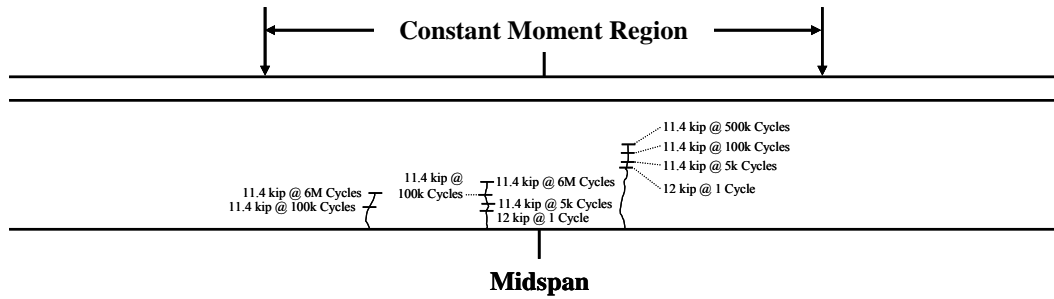 Constant Moment Region
11.4 kip @ 500k Cycles
11.4 kip @ 100k Cycles
11.4 kip @ 5k Cycles
12 kip @ 1 Cycle
11.4 kip @
100k Cycles
11.4 kip @ 6M Cycles
11.4 kip @ 5k Cycles
12 kip @ 1 Cycle
11.4 kip @ 6M Cycles
11.4 kip @ 100k Cycles
Midspan